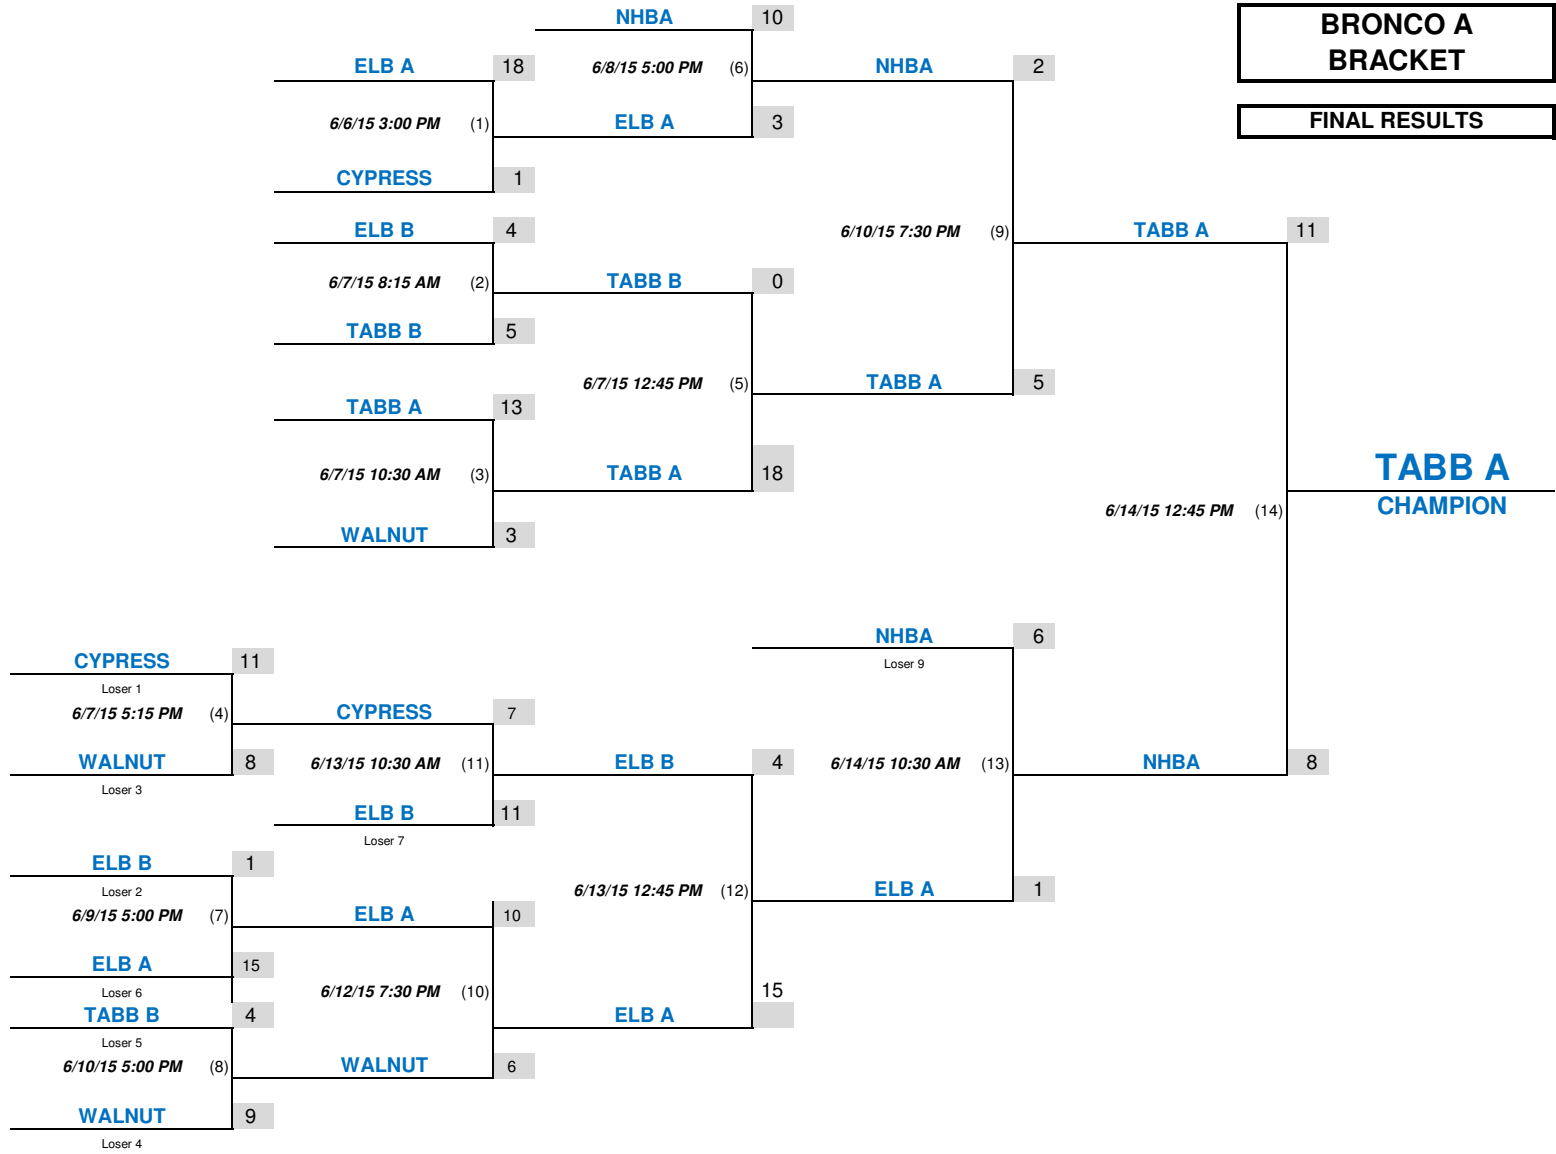 NHBA 10
BRONCO A
BRACKET
ELB A 18
6/8/15 5:00 PM (6)
NHBA 2
6/6/15 3:00 PM (1)
ELB A 3
FINAL RESULTS
CYPRESS 1
ELB B 4
6/10/15 7:30 PM (9)
TABB A 11
6/7/15 8:15 AM (2)
TABB B 0
TABB B 5
6/7/15 12:45 PM (5)
TABB A 5
TABB A 13
6/7/15 10:30 AM (3)
TABB A 18
TABB A
CHAMPION
6/14/15 12:45 PM (14)
WALNUT 3
NHBA 6
Loser 9
CYPRESS 11
Loser 1
6/7/15 5:15 PM (4)
CYPRESS 7
WALNUT 8
Loser 3
6/13/15 10:30 AM (11)
ELB B 4
6/14/15 10:30 AM (13)
NHBA 8
ELB B 11
Loser 7
ELB B 1
Loser 2
6/9/15 5:00 PM (7)
6/13/15 12:45 PM (12)
ELB A 1
ELB A 10
ELB A 15
Loser 6
6/12/15 7:30 PM (10)
15
TABB B 4
Loser 5
ELB A
6/10/15 5:00 PM (8)
WALNUT 6
WALNUT 9
Loser 4